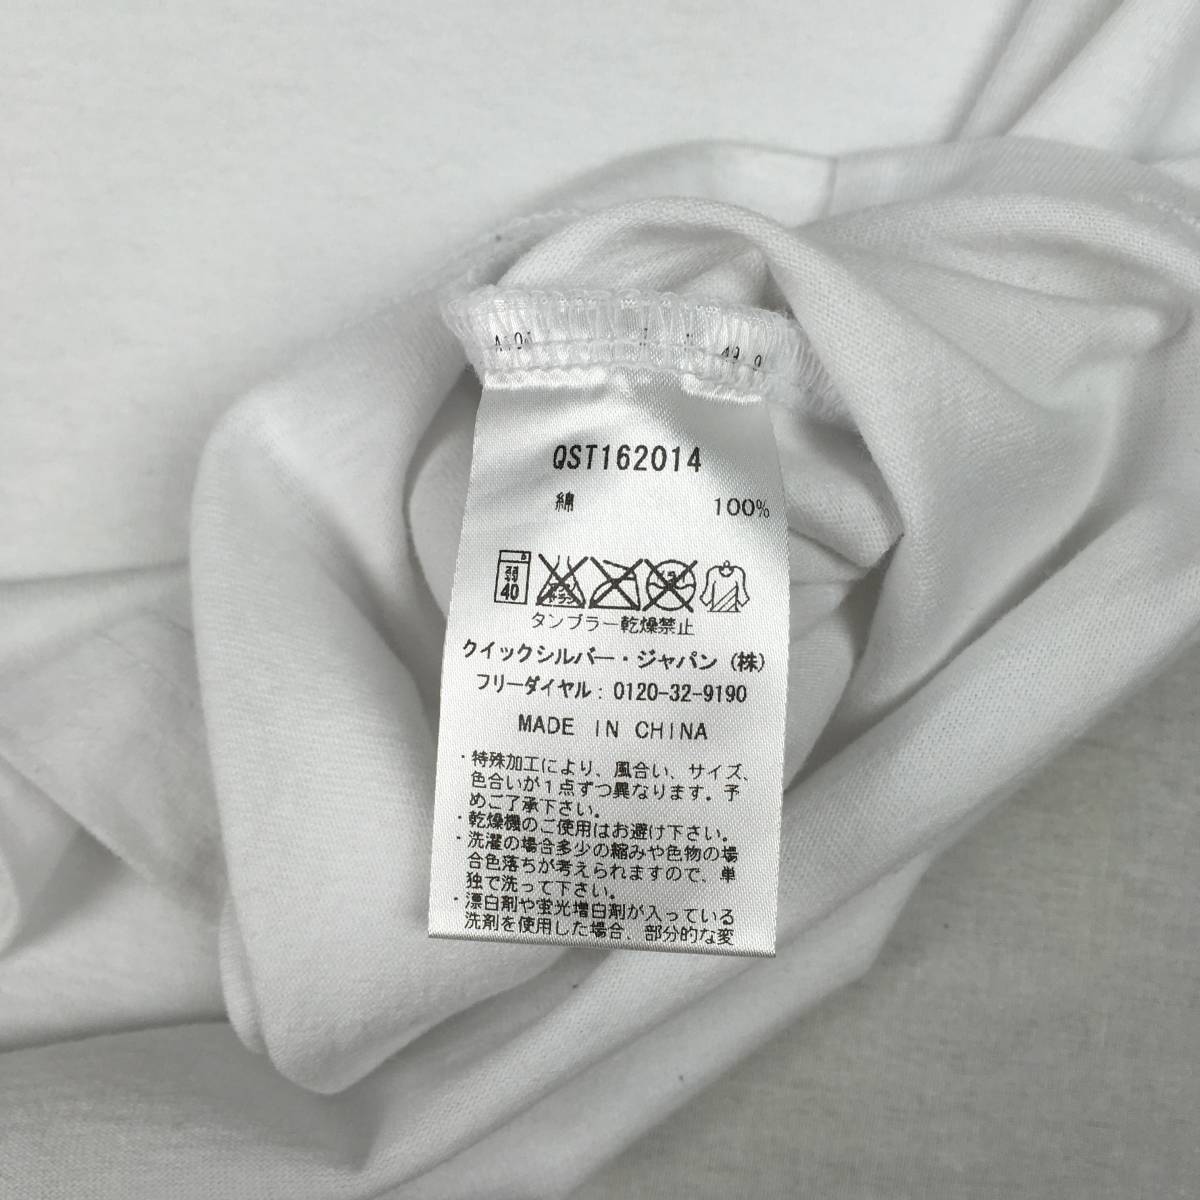 QST162014
綿 100%
40
タンブラー乾燥禁止
クイックシルバー・ジャパン (株)
フリーダイヤル: 0120-32-9190
MADE IN CHINA
・特殊加工により、風合い、サイズ、
色合いが1点ずつ異なります。予
めご了承下さい。
・乾燥機のご使用はお避け下さい。
・洗濯の場合多少の縮みや色物の場
合色落ちが考えられますので、単
独で洗って下さい。
・漂白剤や蛍光増白剤が入っている
洗剤を使用した場合、部分的な変